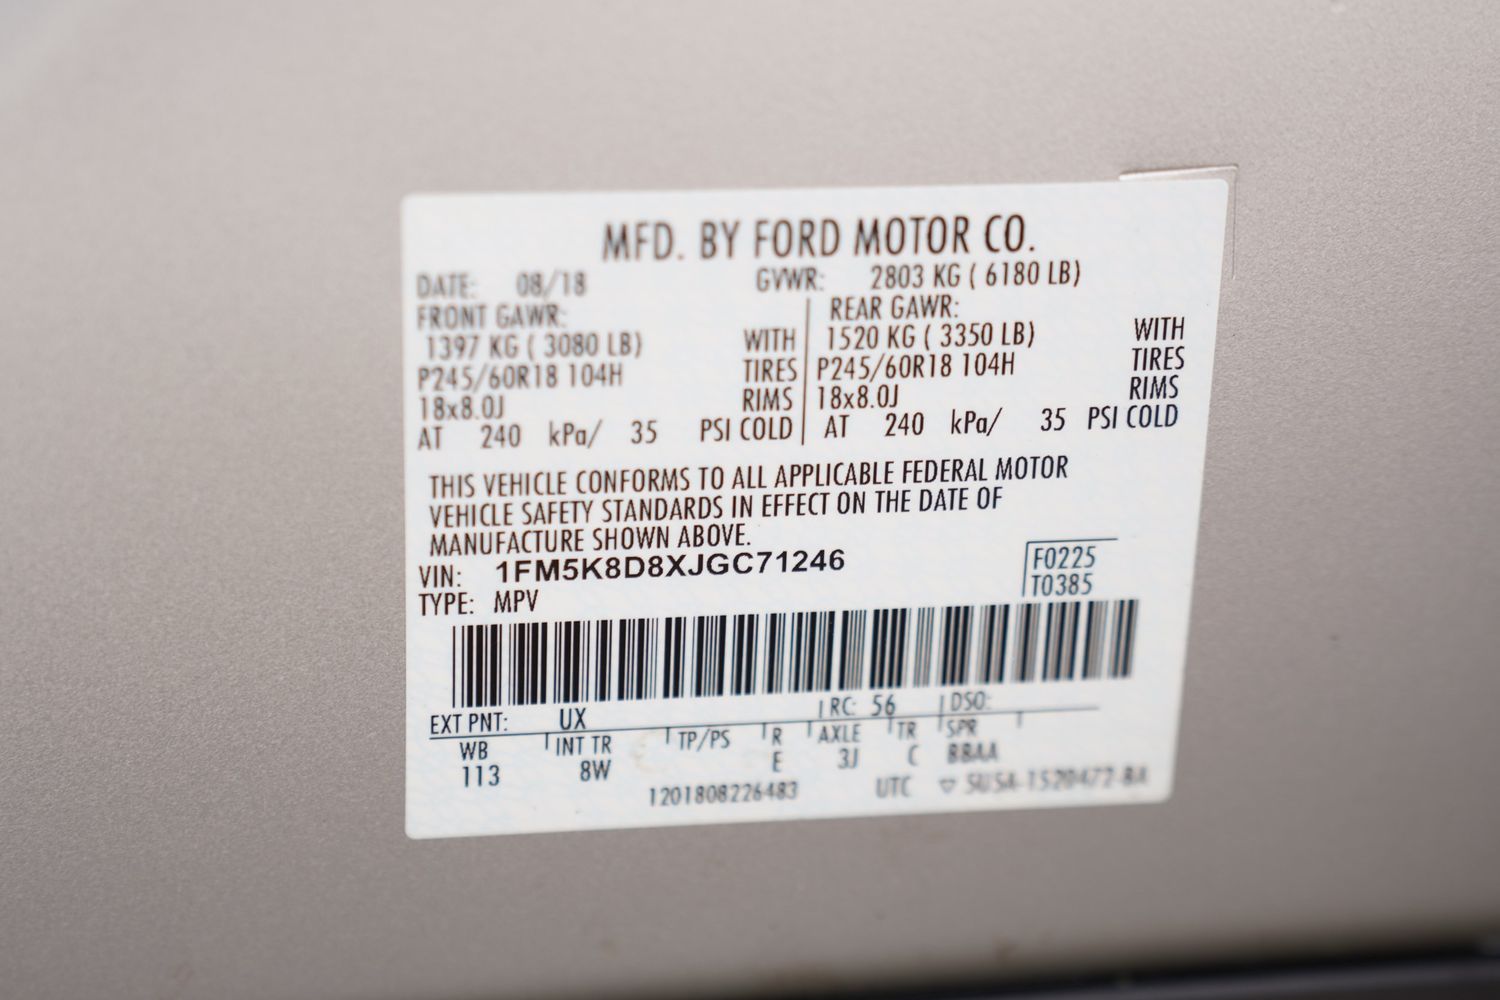 MFD. BY FORD MOTOR CO.
DATE: 08/18 GVWR: 2803 KG ( 6180 LB)
FRONT GAWR: REAR GAWR:
1397 KG ( 3080 LB) WITH 1520 KG ( 3350 LB) WITH
P245/60R18 104H TIRES P245/60R18 104H TIRES
18x8.0J RIMS 18x8.0J RIMS
AT 240 kPa/ 35 PSI COLD AT 240 kPa/ 35 PSI COLD
THIS VEHICLE CONFORMS TO ALL APPLICABLE FEDERAL MOTOR
VEHICLE SAFETY STANDARDS IN EFFECT ON THE DATE OF
MANUFACTURE SHOWN ABOVE.
VIN: 1FM5K8D8XJGC71246 F0225
TYPE: MPV T0385
EXT PNT: UX RC: 56 DSO:
WB INT TR TP/PS R AXLE TR SPR
113 8W E 3J C BBAA
1201808226483 UTC ▽ SU5A-1520472-BA